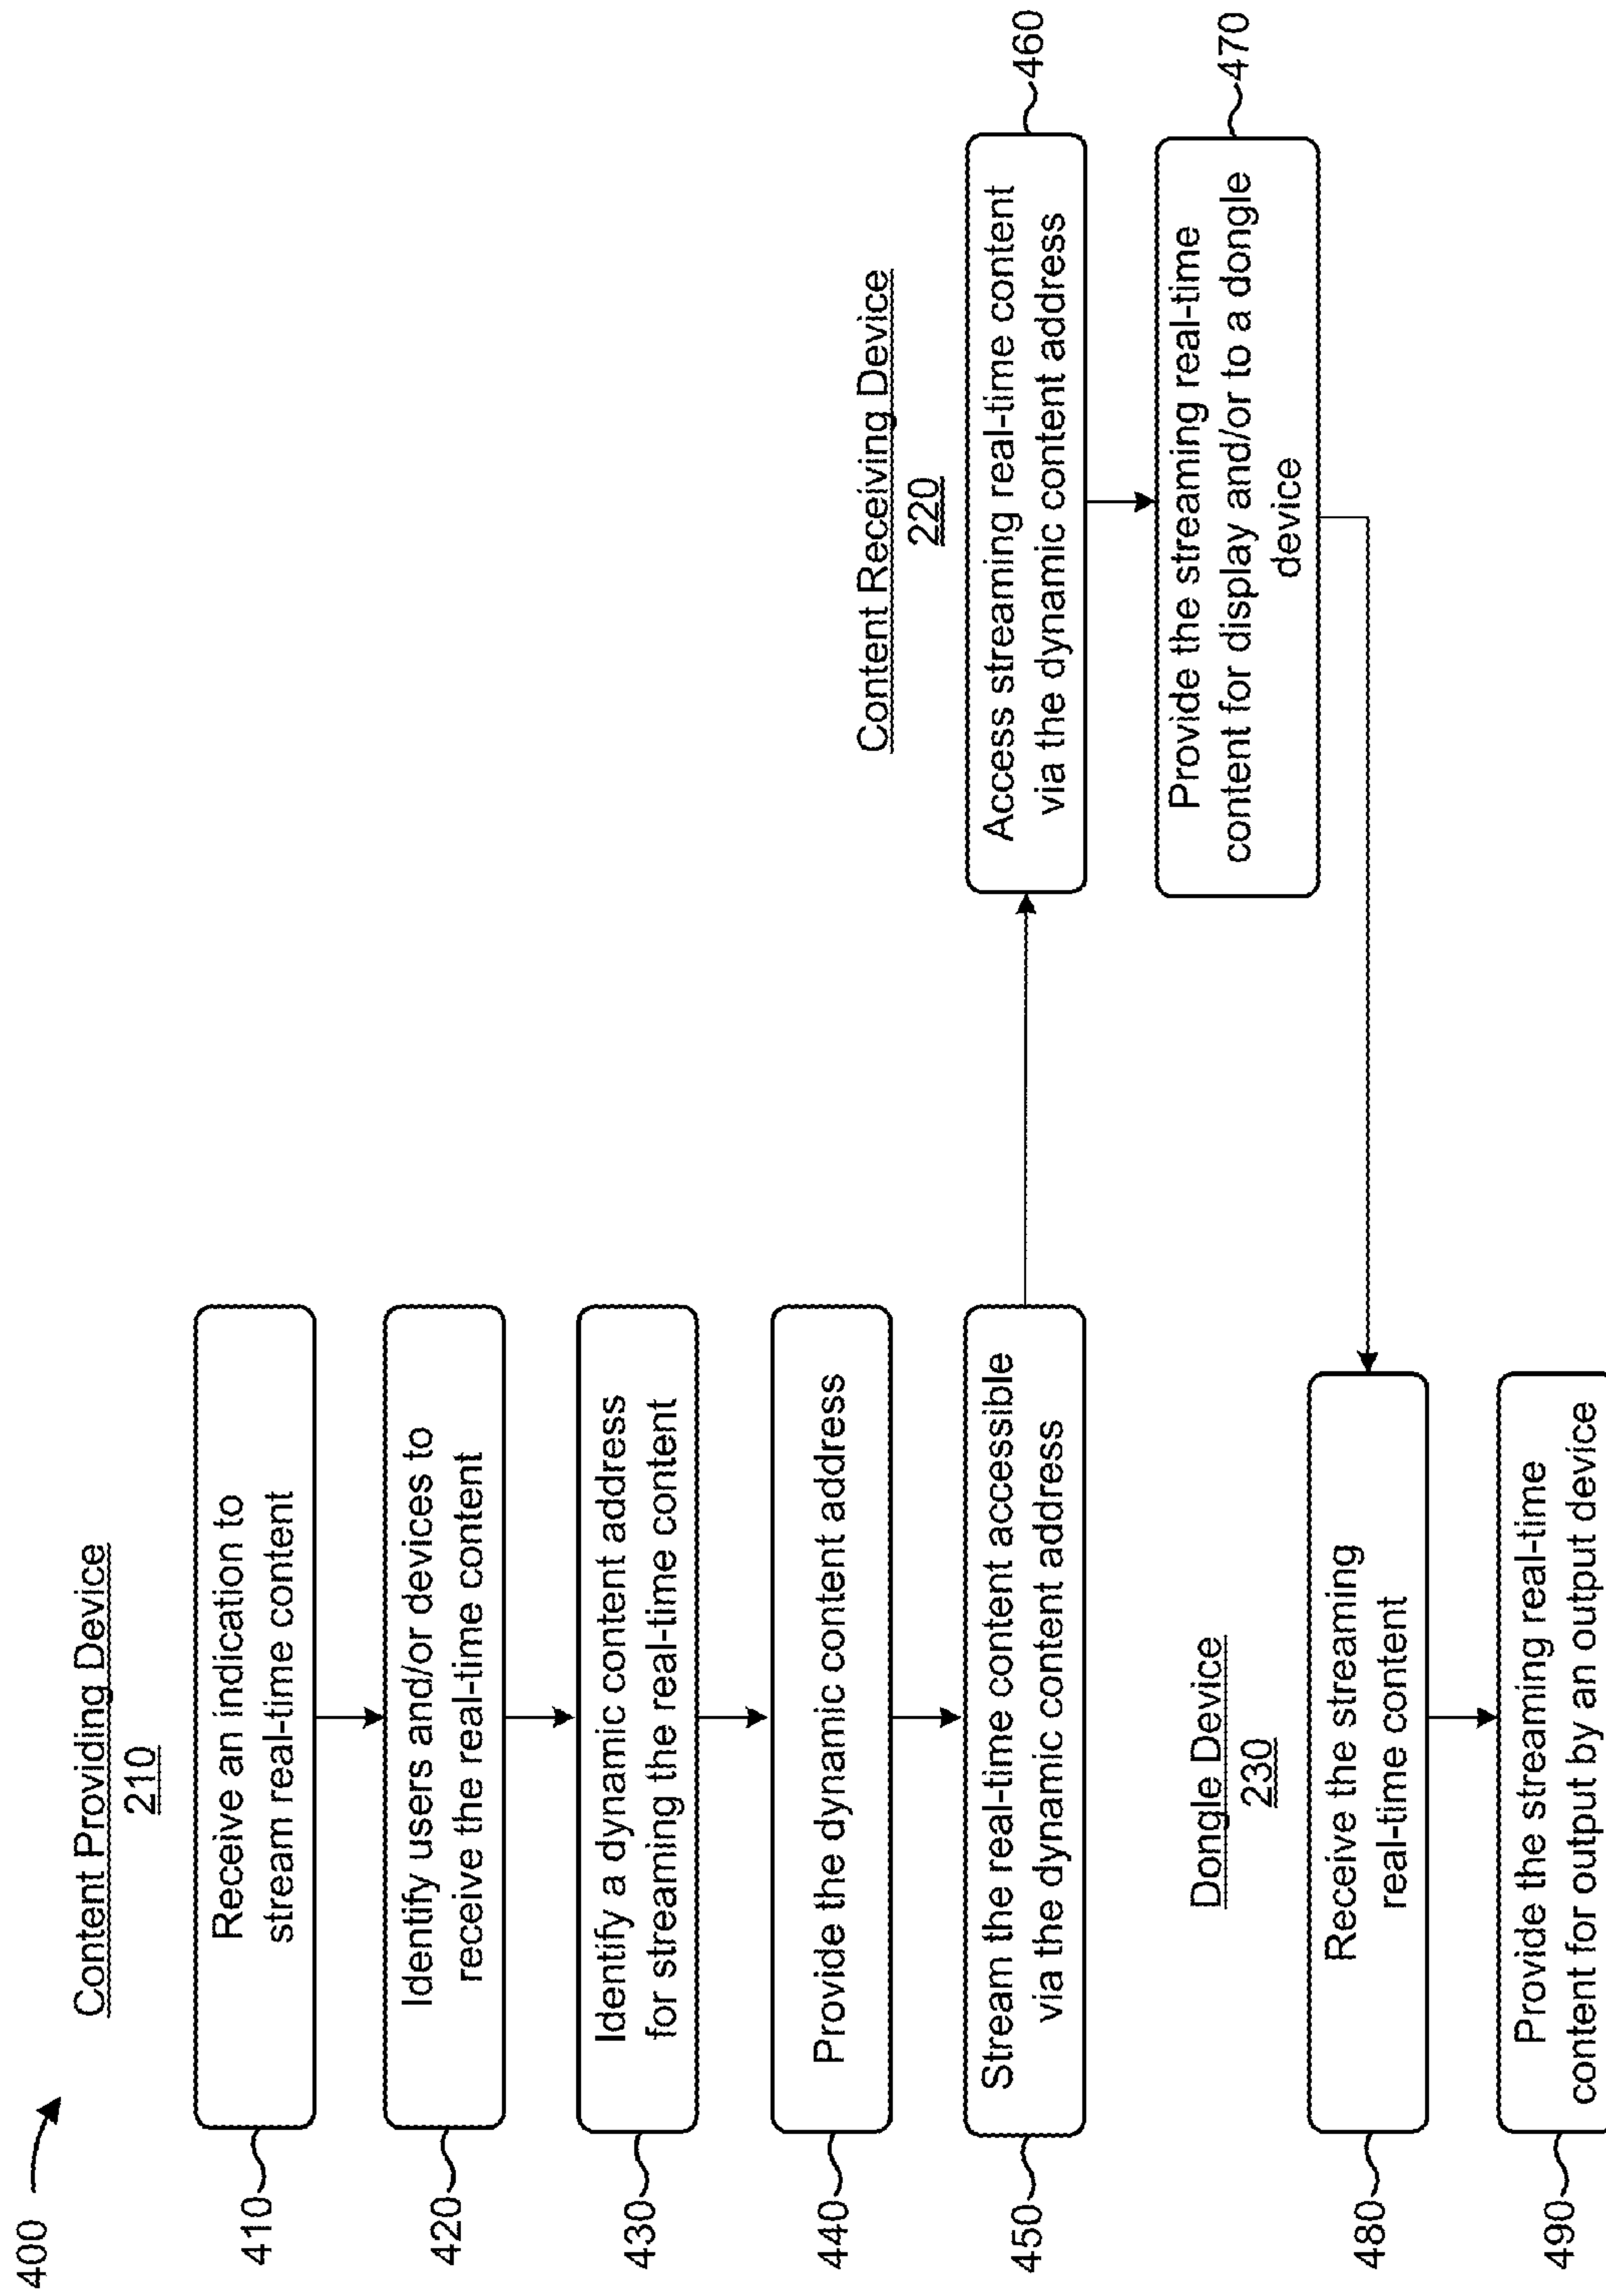 400
Content Providing Device
210
410
Receive an indication to
stream real-time content
420
Identify users and/or devices to
receive the real-time content
430
Identify a dynamic content address
for streaming the real-time content
440
Provide the dynamic content address
450
Stream the real-time content accessible
via the dynamic content address
Content Receiving Device
220
Access streaming real-time content
via the dynamic content address
460
Provide the streaming real-time
content for display and/or to a dongle
device
470
Dongle Device
230
480
Receive the streaming
real-time content
490
Provide the streaming real-time
content for output by an output device